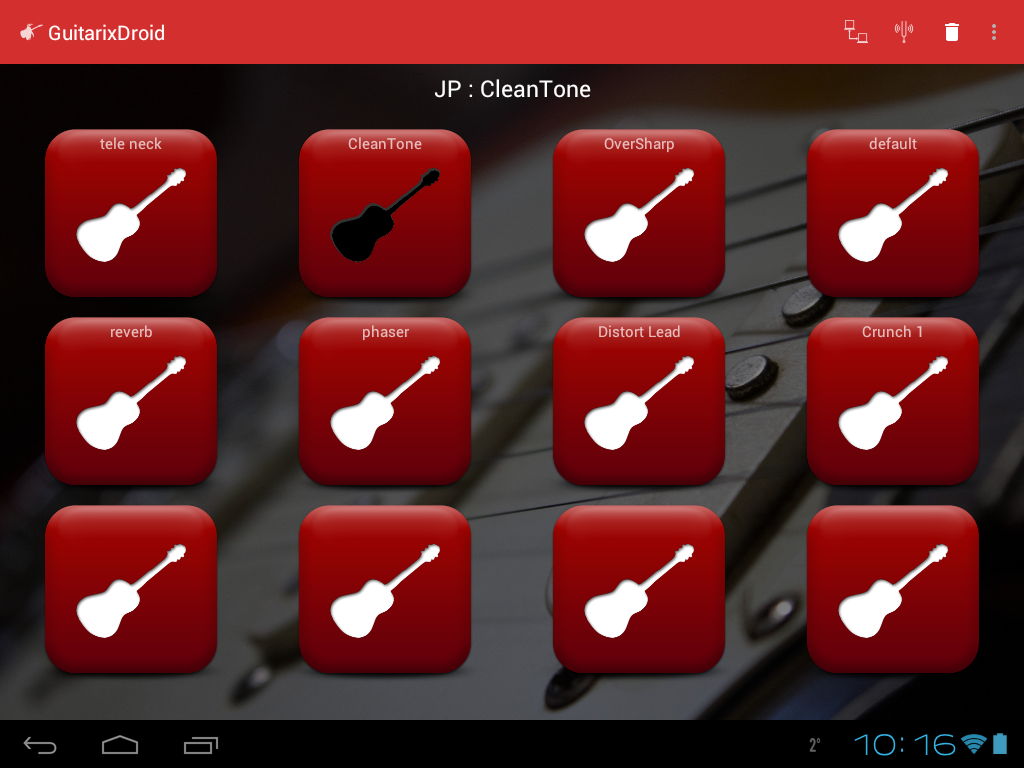 GuitarixDroid
JP : CleanTone
tele neck
CleanTone
OverSharp
default
reverb
phaser
Distort Lead
Crunch 1
2°
10:16